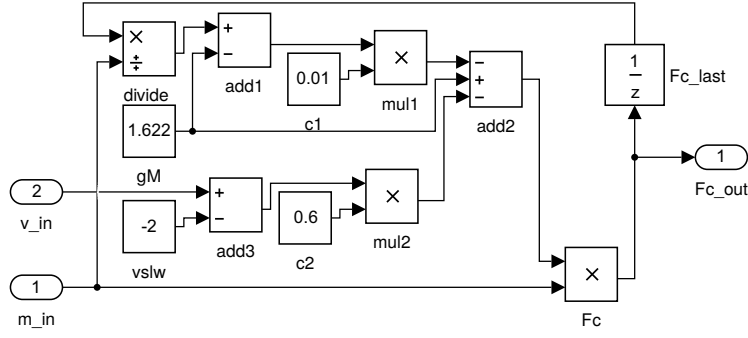 ×
÷
divide
+
−
add1
0.01
c1
×
mul1
−
+
−
add2
1
z
Fc_last
1.622
gM
1
Fc_out
2
v_in
-2
vslw
+
−
add3
0.6
c2
×
mul2
1
m_in
×
Fc